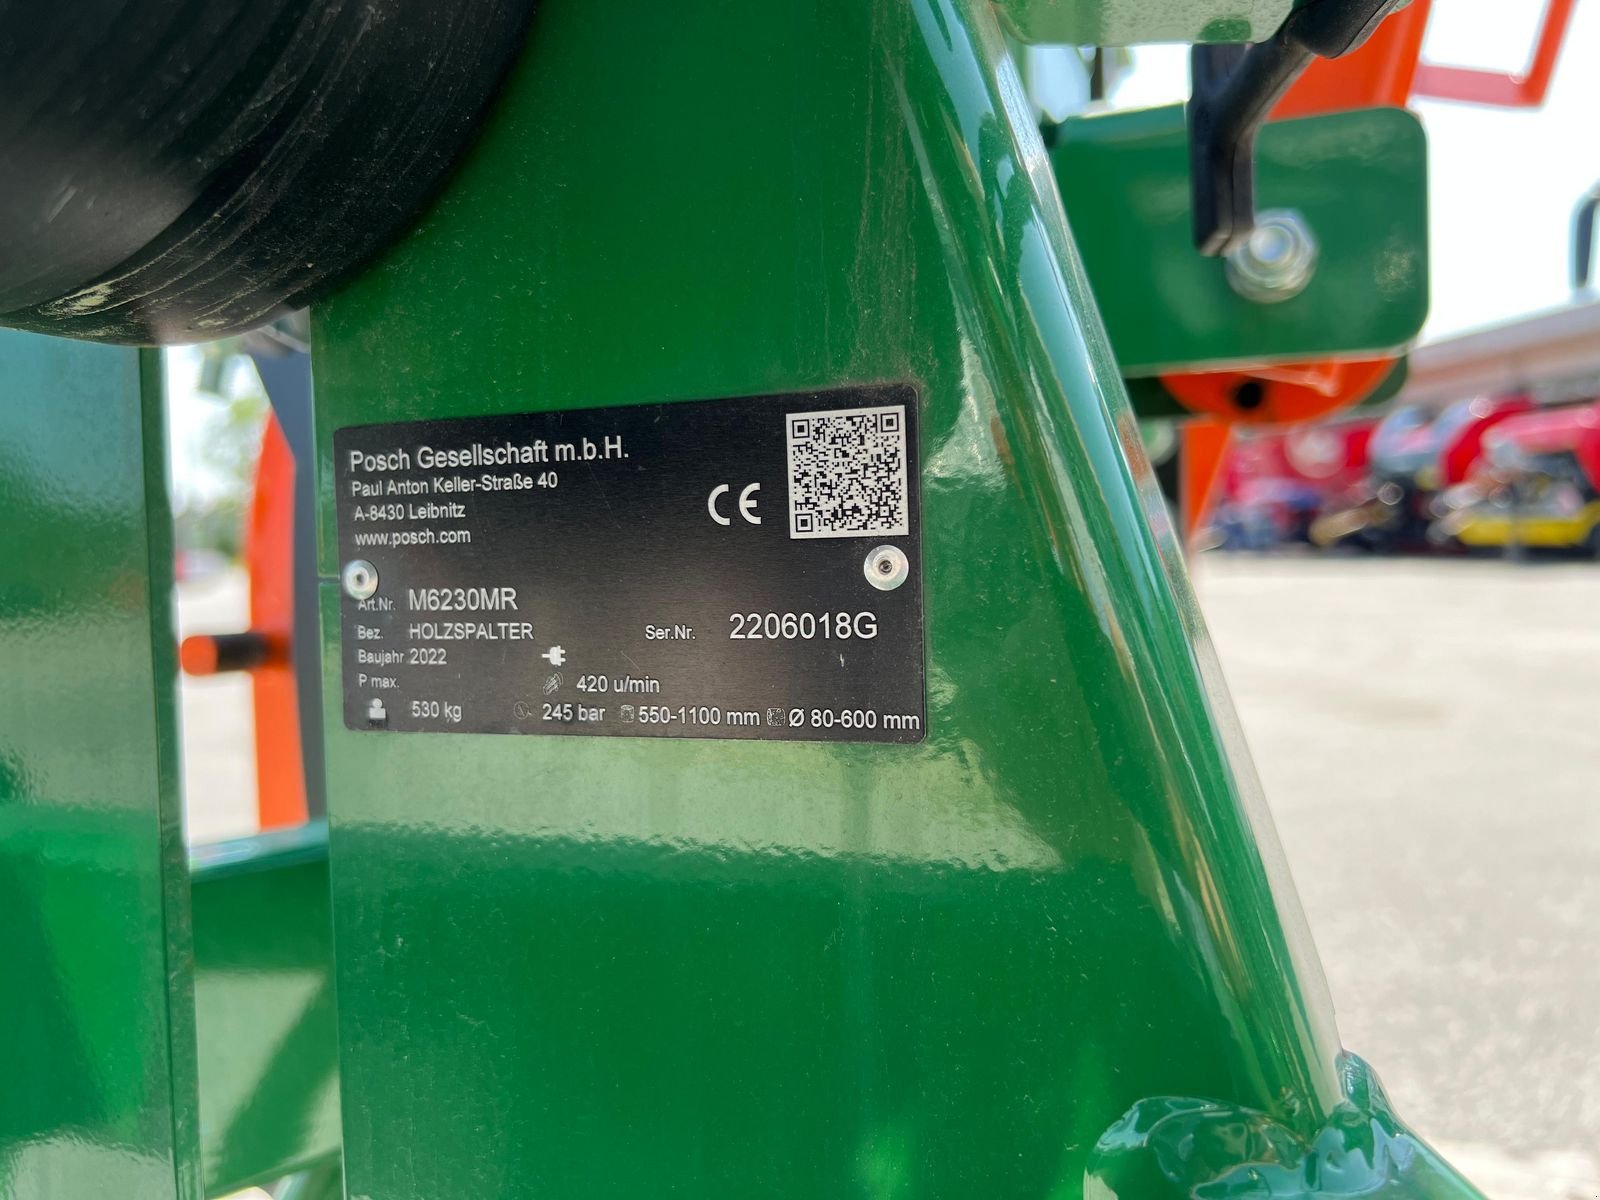 Posch Gesellschaft m.b.H.
Paul Anton Keller-Straße 40
A-8430 Leibnitz
www.posch.com
CE
Art.Nr. M6230MR
Bez. HOLZSPALTER Ser.Nr. 2206018G
Baujahr 2022
P max. 420 u/min
530 kg 245 bar 550-1100 mm Ø 80-600 mm